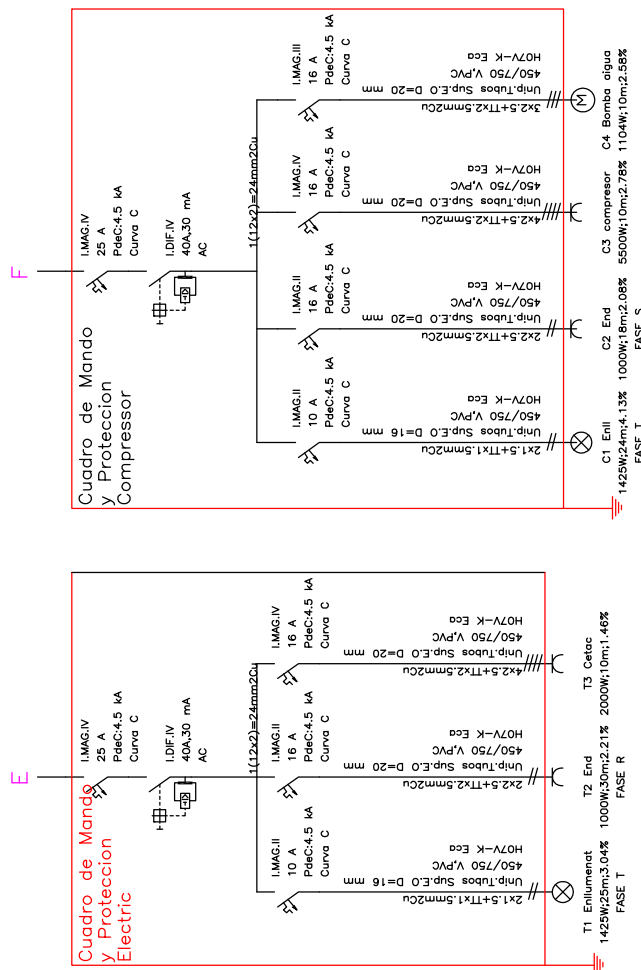 F
Cuadro de Mando
y Proteccion
Compressor
I.MAG.IV
25 A
PdeC:4.5 kA
Curva C
I.DIF.IV
40A,30 mA
AC
1(12x2)=24mm2Cu
I.MAG.II
10 A
PdeC:4.5 kA
Curva C
2x1.5+TTx1.5mm2Cu
Unip.Tubos Sup.E.O D=16 mm
450/750 V,PVC
H07V-K Eca
C1 Enll
1425W;24m;4.13%
FASE T
I.MAG.II
16 A
PdeC:4.5 kA
Curva C
2x2.5+TTx2.5mm2Cu
Unip.Tubos Sup.E.O D=20 mm
450/750 V,PVC
H07V-K Eca
C2 End
1000W;18m;2.08%
FASE S
I.MAG.IV
16 A
PdeC:4.5 kA
Curva C
4x2.5+TTx2.5mm2Cu
Unip.Tubos Sup.E.O D=20 mm
450/750 V,PVC
H07V-K Eca
C3 compresor
5500W;10m;2.78%
I.MAG.III
16 A
PdeC:4.5 kA
Curva C
3x2.5+TTx2.5mm2Cu
Unip.Tubos Sup.E.O D=20 mm
450/750 V,PVC
H07V-K Eca
M
C4 Bomba aigua
1104W;10m;2.58%
E
Cuadro de Mando
y Proteccion
Electric
I.MAG.IV
25 A
PdeC:4.5 kA
Curva C
I.DIF.IV
40A,30 mA
AC
1(12x2)=24mm2Cu
I.MAG.II
10 A
PdeC:4.5 kA
Curva C
2x1.5+TTx1.5mm2Cu
Unip.Tubos Sup.E.O D=16 mm
450/750 V,PVC
H07V-K Eca
T1 Enllumenat
1425W;25m;3.04%
FASE T
I.MAG.II
16 A
PdeC:4.5 kA
Curva C
2x2.5+TTx2.5mm2Cu
Unip.Tubos Sup.E.O D=20 mm
450/750 V,PVC
H07V-K Eca
T2 End
1000W;30m;2.21%
FASE R
I.MAG.IV
16 A
PdeC:4.5 kA
Curva C
4x2.5+TTx2.5mm2Cu
Unip.Tubos Sup.E.O D=20 mm
450/750 V,PVC
H07V-K Eca
T3 Cetac
2000W;10m;1.46%